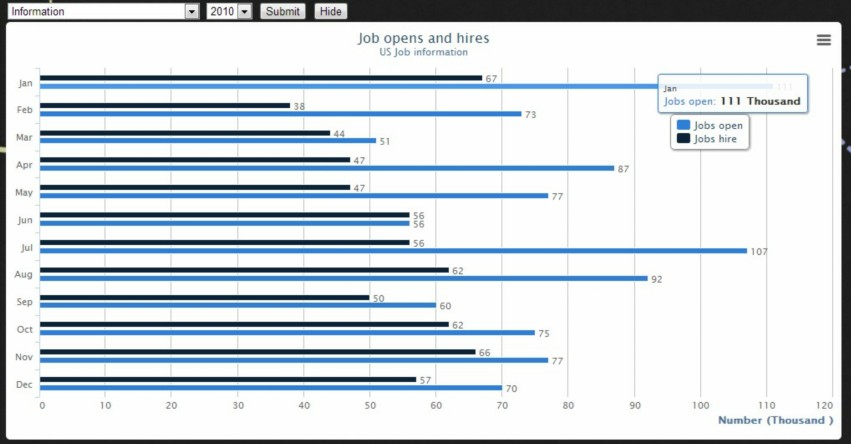 Information 2010 Submit Hide
Job opens and hires
US Job information
Jan 67 111
Jan
Jobs open: 111 Thousand
Jobs open
Jobs hire
Feb 38 73
Mar 44 51
Apr 47 87
May 47 77
Jun 56 56
Jul 56 107
Aug 62 92
Sep 50 60
Oct 62 75
Nov 66 77
Dec 57 70
0 10 20 30 40 50 60 70 80 90 100 110 120
Number (Thousand )